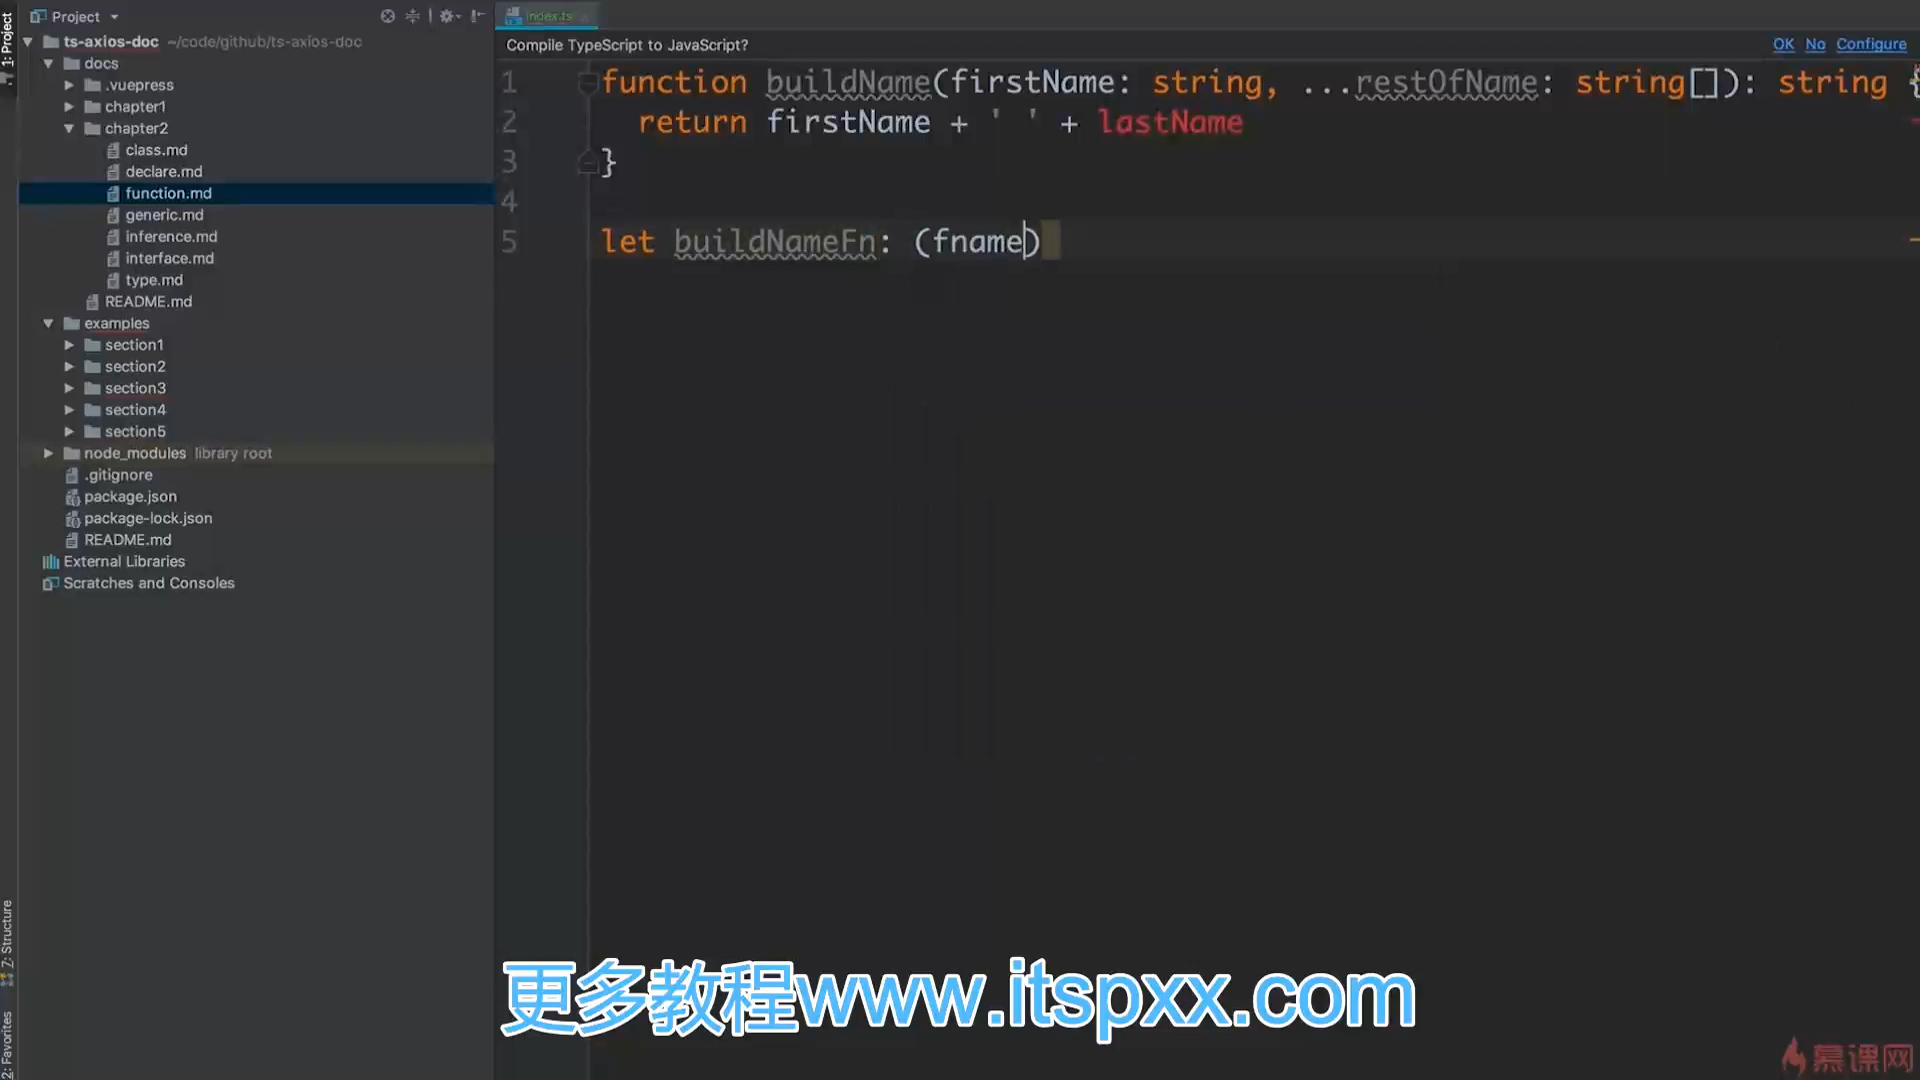 Project
index.ts
ts-axios-doc ~/code/github/ts-axios-doc
docs
.vuepress
chapter1
chapter2
class.md
declare.md
function.md
generic.md
inference.md
interface.md
type.md
README.md
examples
section1
section2
section3
section4
section5
node_modules library root
.gitignore
package.json
package-lock.json
README.md
External Libraries
Scratches and Consoles
1: Project
7: Structure
2: Favorites
Compile TypeScript to JavaScript?
OK No Configure
1 function buildName(firstName: string, ...restOfName: string[]): string {
2 return firstName + ' ' + lastName
3 }
4
5 let buildNameFn: (fname)
更多教程www.itspxx.com
慕课网